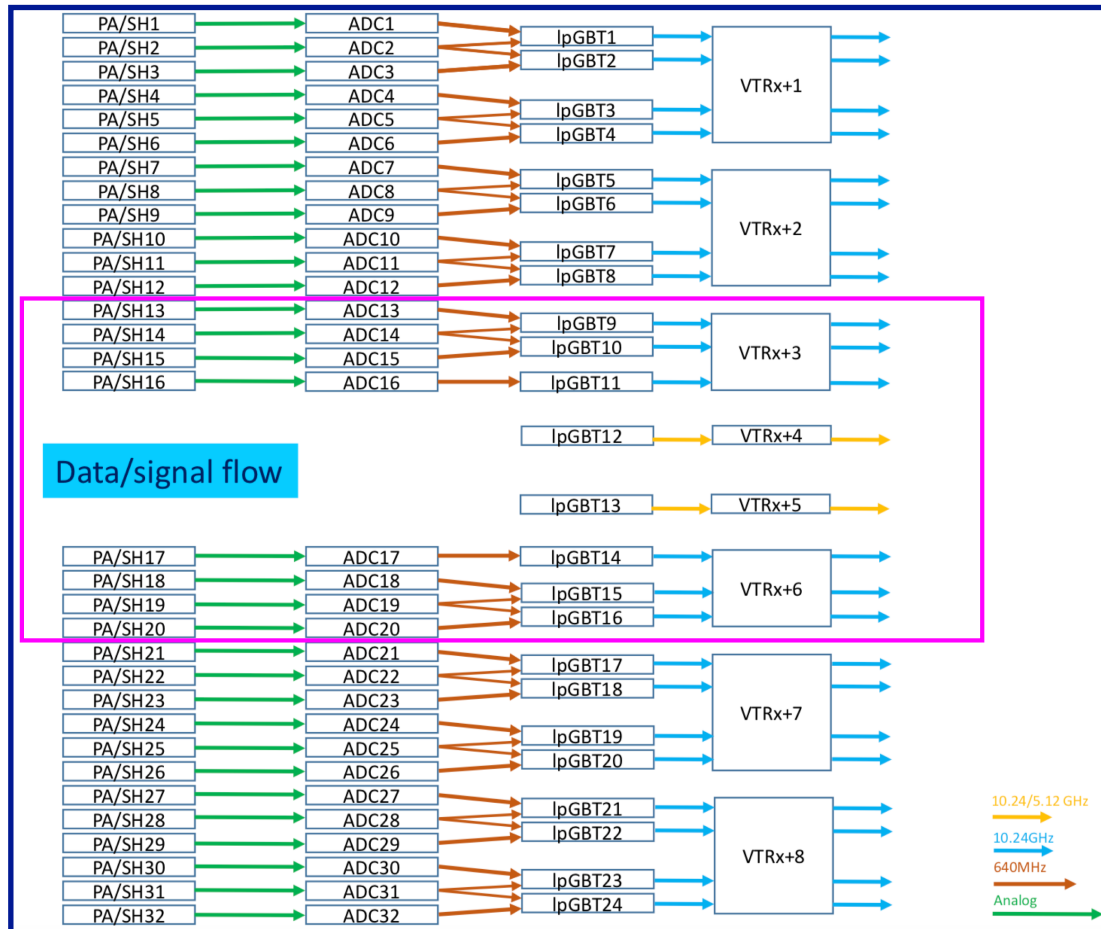 PA/SH1 ADC1 lpGBT1 VTRx+1
PA/SH2 ADC2 lpGBT2
PA/SH3 ADC3
PA/SH4 ADC4 lpGBT3
PA/SH5 ADC5 lpGBT4
PA/SH6 ADC6
PA/SH7 ADC7 lpGBT5 VTRx+2
PA/SH8 ADC8 lpGBT6
PA/SH9 ADC9
PA/SH10 ADC10 lpGBT7
PA/SH11 ADC11 lpGBT8
PA/SH12 ADC12
PA/SH13 ADC13 lpGBT9 VTRx+3
PA/SH14 ADC14 lpGBT10
PA/SH15 ADC15
PA/SH16 ADC16 lpGBT11
lpGBT12 VTRx+4
Data/signal flow
lpGBT13 VTRx+5
PA/SH17 ADC17 lpGBT14 VTRx+6
PA/SH18 ADC18 lpGBT15
PA/SH19 ADC19 lpGBT16
PA/SH20 ADC20
PA/SH21 ADC21 lpGBT17 VTRx+7
PA/SH22 ADC22 lpGBT18
PA/SH23 ADC23
PA/SH24 ADC24 lpGBT19
PA/SH25 ADC25 lpGBT20
PA/SH26 ADC26
PA/SH27 ADC27 lpGBT21 VTRx+8
PA/SH28 ADC28 lpGBT22
PA/SH29 ADC29
PA/SH30 ADC30 lpGBT23
PA/SH31 ADC31 lpGBT24
PA/SH32 ADC32
10.24/5.12 GHz
10.24GHz
640MHz
Analog